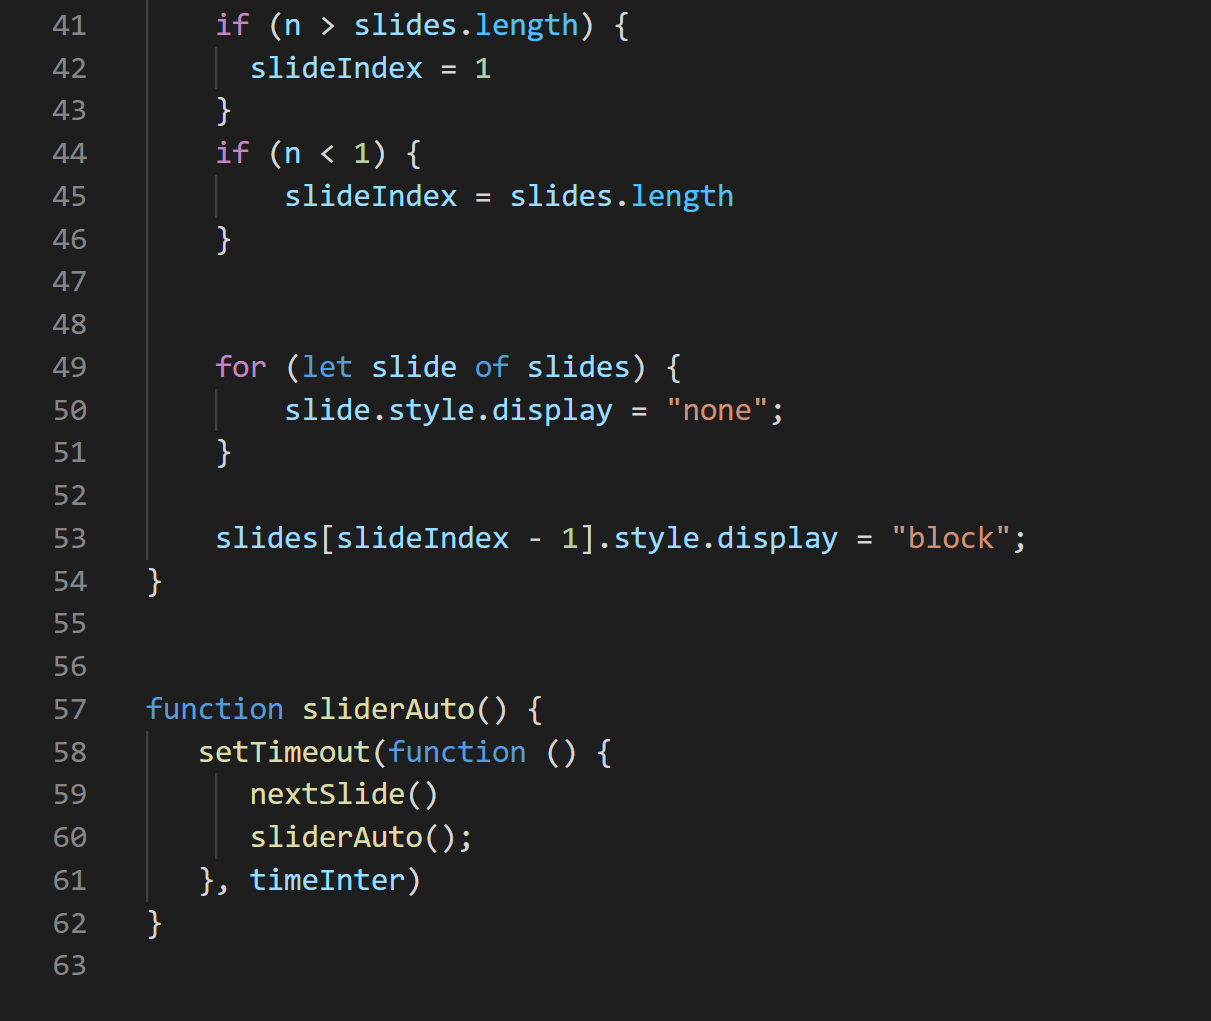 41 if (n > slides.length) {
42 slideIndex = 1
43 }
44 if (n < 1) {
45 slideIndex = slides.length
46 }
47
48
49 for (let slide of slides) {
50 slide.style.display = "none";
51 }
52
53 slides[slideIndex - 1].style.display = "block";
54 }
55
56
57 function sliderAuto() {
58 setTimeout(function () {
59 nextSlide()
60 sliderAuto();
61 }, timeInter)
62 }
63